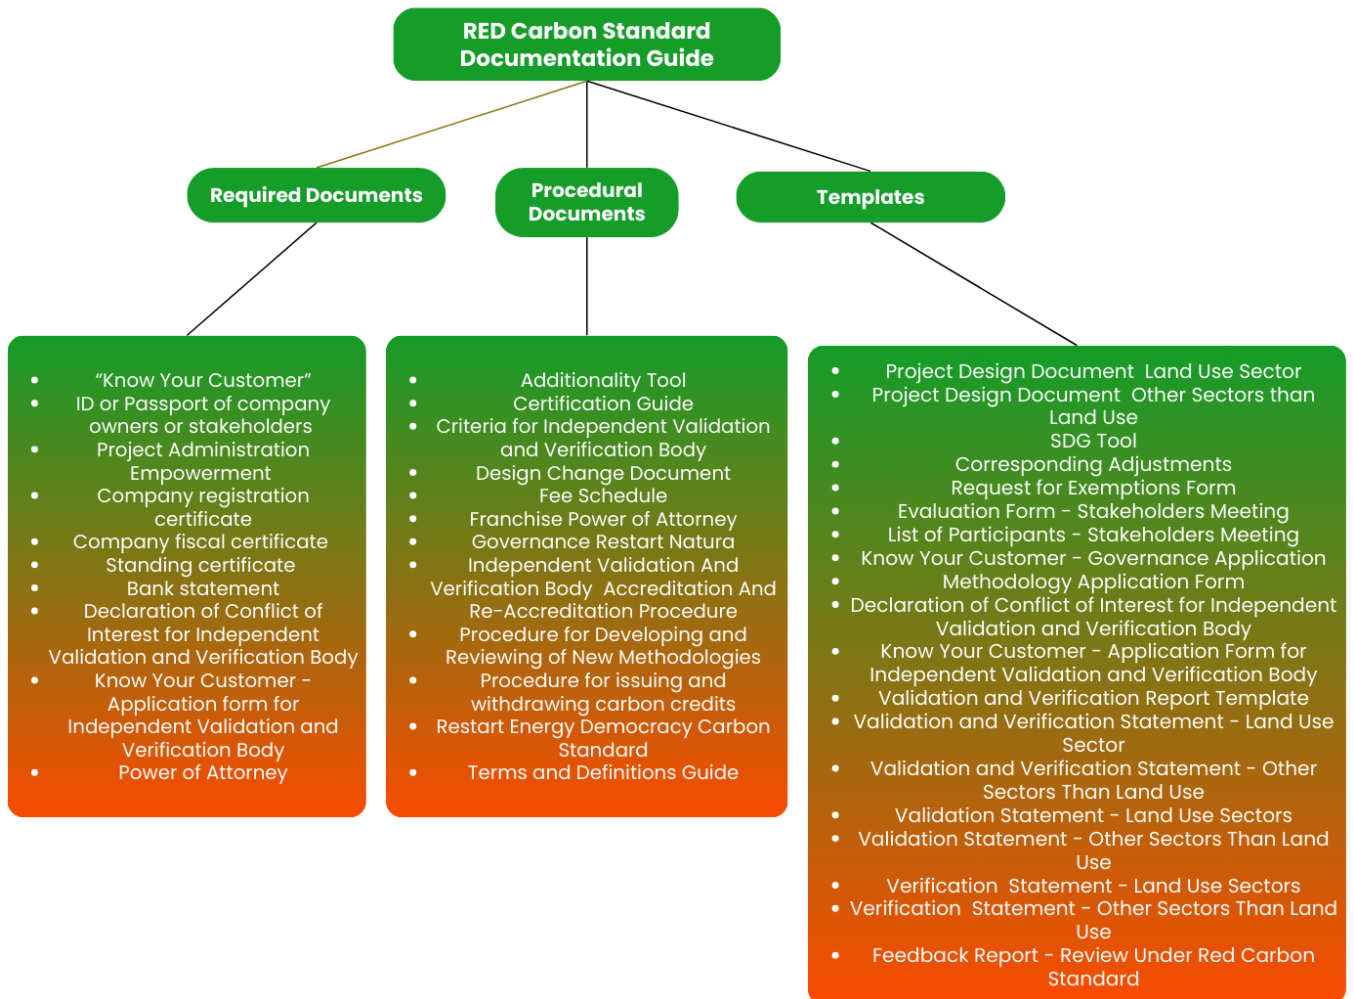 RED Carbon Standard
Documentation Guide
Required Documents
Procedural
Documents
Templates
• “Know Your Customer”
• ID or Passport of company
owners or stakeholders
• Project Administration
Empowerment
• Company registration
certificate
• Company fiscal certificate
• Standing certificate
• Bank statement
• Declaration of Conflict of
Interest for Independent
Validation and Verification Body
• Know Your Customer -
Application form for
Independent Validation and
Verification Body
• Power of Attorney
• Additionality Tool
• Certification Guide
• Criteria for Independent Validation
and Verification Body
• Design Change Document
• Fee Schedule
• Franchise Power of Attorney
• Governance Restart Natura
• Independent Validation And
Verification Body  Accreditation And
Re-Accreditation Procedure
• Procedure for Developing and
Reviewing of New Methodologies
• Procedure for issuing and
withdrawing carbon credits
• Restart Energy Democracy Carbon
Standard
• Terms and Definitions Guide
• Project Design Document  Land Use Sector
• Project Design Document  Other Sectors than
Land Use
• SDG Tool
• Corresponding Adjustments
• Request for Exemptions Form
• Evaluation Form - Stakeholders Meeting
• List of Participants - Stakeholders Meeting
• Know Your Customer - Governance Application
• Methodology Application Form
• Declaration of Conflict of Interest for Independent
Validation and Verification Body
• Know Your Customer - Application Form for
Independent Validation and Verification Body
• Validation and Verification Report Template
• Validation and Verification Statement - Land Use
Sector
• Validation and Verification Statement - Other
Sectors Than Land Use
• Validation Statement - Land Use Sectors
• Validation Statement - Other Sectors Than Land
Use
• Verification  Statement - Land Use Sectors
• Verification  Statement - Other Sectors Than Land
Use
• Feedback Report - Review Under Red Carbon
Standard